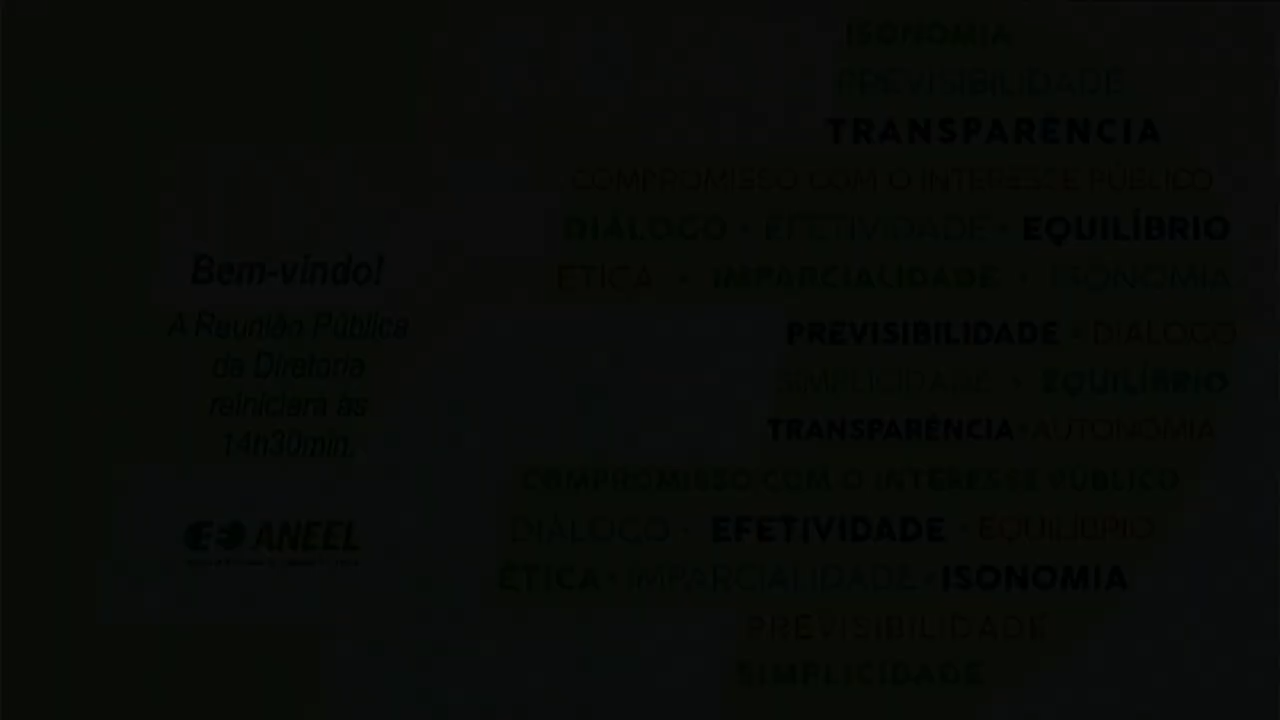 Bem-vindo!
A Reunião Pública
da Diretoria
reiniciará às
14h30min.
ANEEL
ISONOMIA
PREVISIBILIDADE
TRANSPARÊNCIA
COMPROMISSO COM O INTERESSE PÚBLICO
DIÁLOGO • EFETIVIDADE • EQUILÍBRIO
ÉTICA • IMPARCIALIDADE • ISONOMIA
PREVISIBILIDADE • DIÁLOGO
SIMPLICIDADE • EQUILÍBRIO
TRANSPARÊNCIA • AUTONOMIA
COMPROMISSO COM O INTERESSE PÚBLICO
DIÁLOGO • EFETIVIDADE • EQUILÍBRIO
ÉTICA • IMPARCIALIDADE • ISONOMIA
PREVISIBILIDADE
SIMPLICIDADE